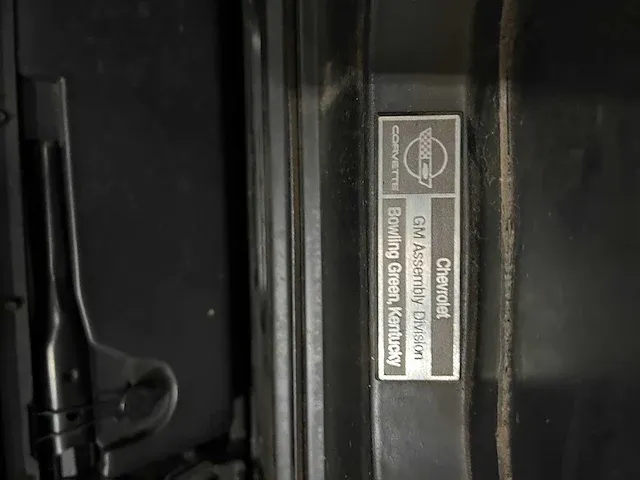 CORVETTE
Chevrolet
GM Assembly Division
Bowling Green, Kentucky